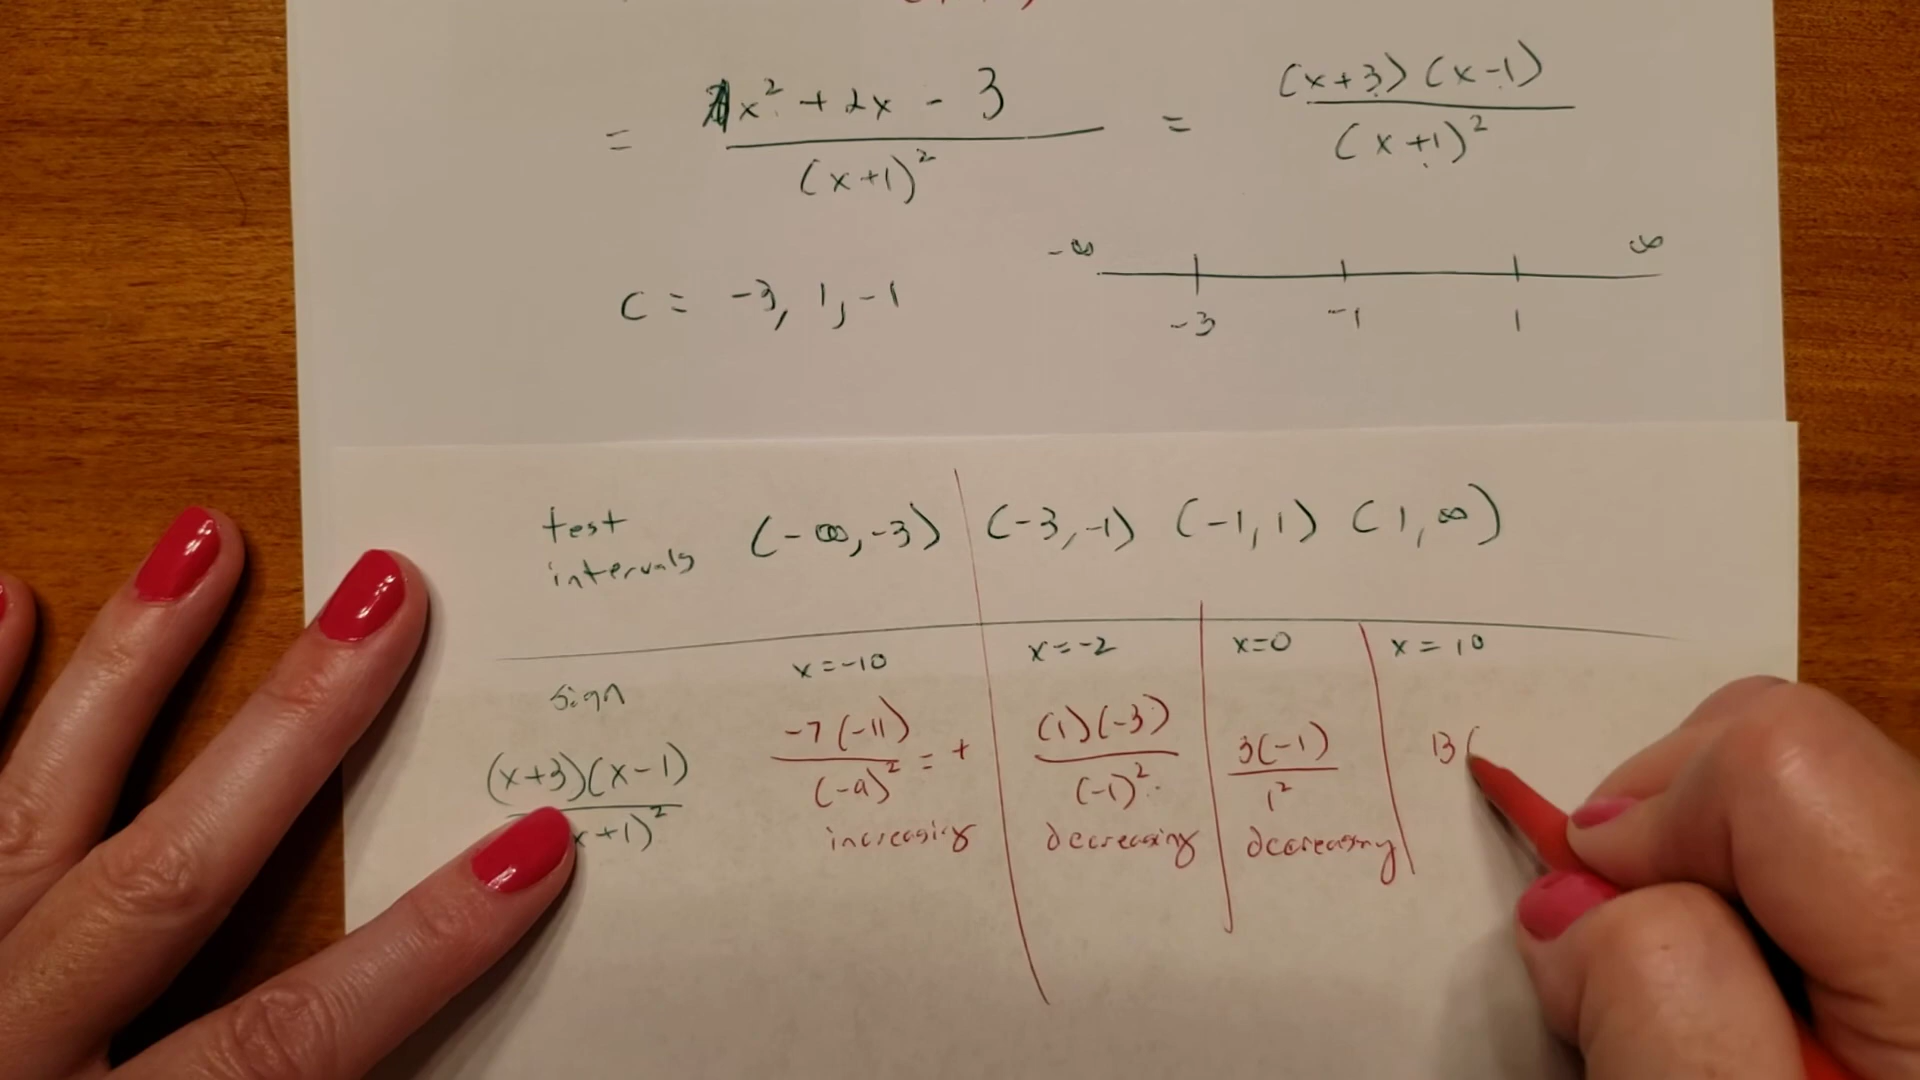 = 1x² + 2x - 3 / (x+1)² = (x+3)(x-1) / (x+1)²
-∞ ∞
c = -3, 1, -1
-3 -1 1
test intervals (-∞,-3) (-3,-1) (-1,1) (1,∞)
x=-10 x=-2 x=0 x=10
sign
(x+3)(x-1) / x+1)² -7(-11) / (-9)² = + (1)(-3) / (-1)² 3(-1) / 1² 13(
increasing decreasing decreasing